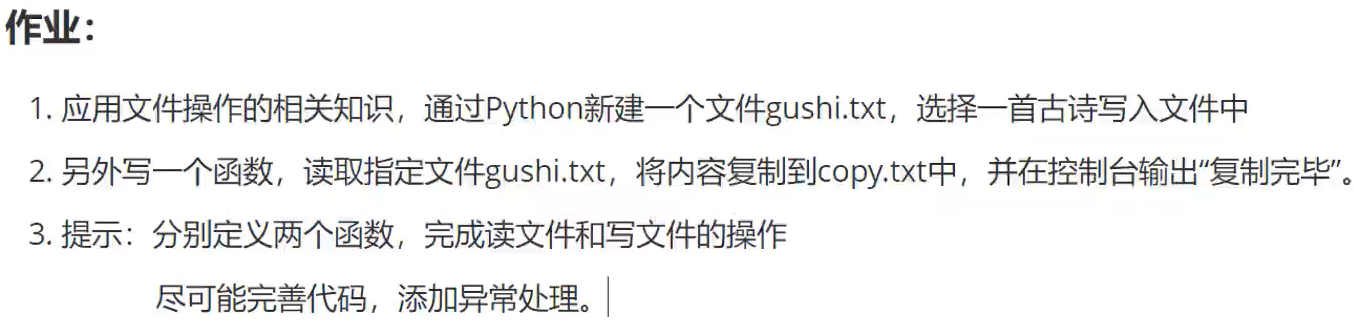 作业：
1. 应用文件操作的相关知识，通过Python新建一个文件gushi.txt，选择一首古诗写入文件中
2. 另外写一个函数，读取指定文件gushi.txt，将内容复制到copy.txt中，并在控制台输出“复制完毕”。
3. 提示：分别定义两个函数，完成读文件和写文件的操作
尽可能完善代码，添加异常处理。